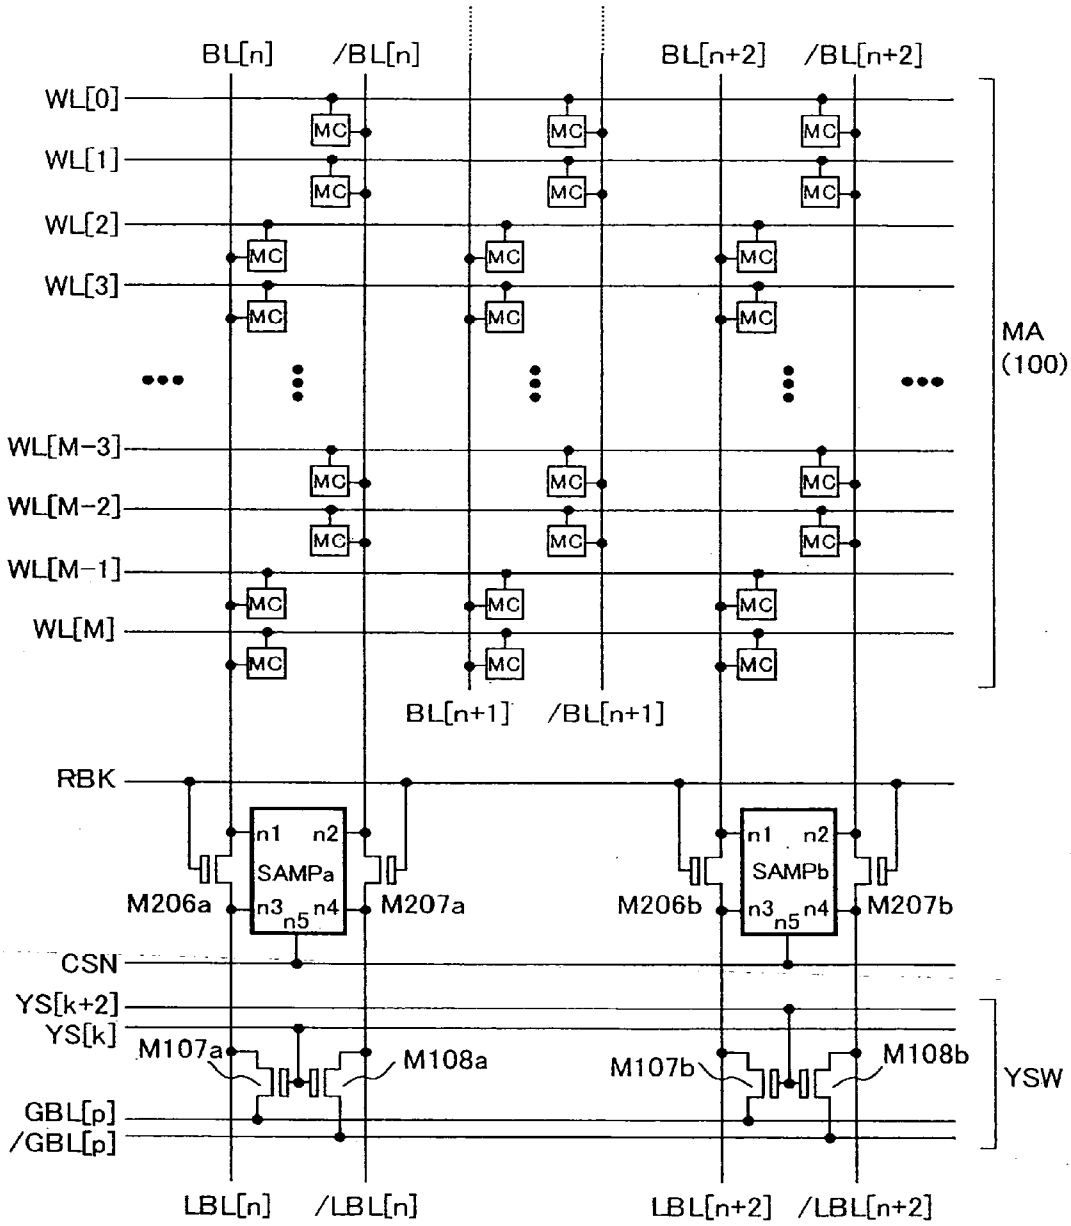 BL[n] /BL[n] BL[n+2] /BL[n+2]
WL[0]
MC MC MC
WL[1]
MC MC MC
WL[2]
MC MC MC
WL[3]
MC MC MC
MA
(100)
WL[M-3]
MC MC MC
WL[M-2]
MC MC MC
WL[M-1]
MC MC MC
WL[M]
MC MC MC
BL[n+1] /BL[n+1]
RBK
n1 n2 n1 n2
SAMPa SAMPb
M206a n3 n4 M207a M206b n3 n4 M207b
n5 n5
CSN
YS[k+2]
YS[k]
M107a M108a M107b M108b
YSW
GBL[p]
/GBL[p]
LBL[n] /LBL[n] LBL[n+2] /LBL[n+2]